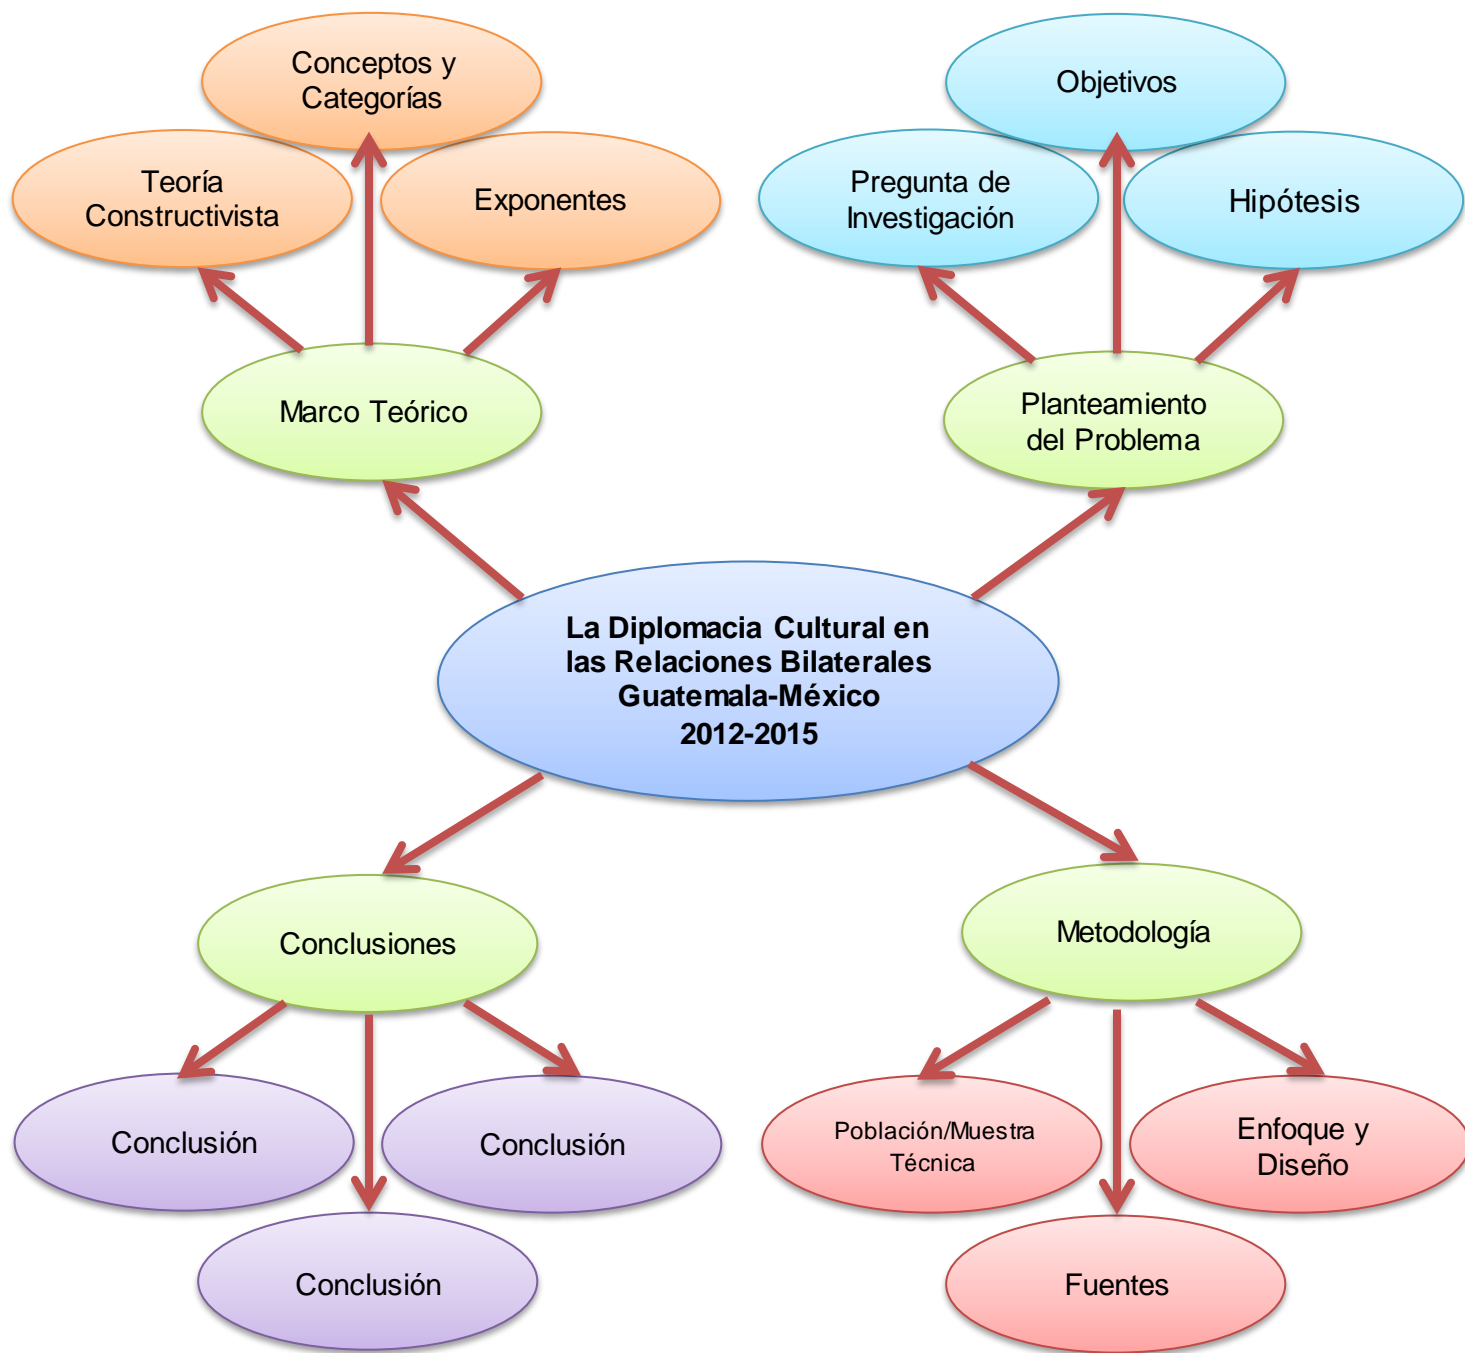 Conceptos y
Categorías
Teoría
Constructivista
Exponentes
Marco Teórico
Objetivos
Pregunta de
Investigación
Hipótesis
Planteamiento
del Problema
La Diplomacia Cultural en
las Relaciones Bilaterales
Guatemala-México
2012-2015
Conclusiones
Conclusión
Conclusión
Conclusión
Metodología
Población/Muestra
Técnica
Enfoque y
Diseño
Fuentes